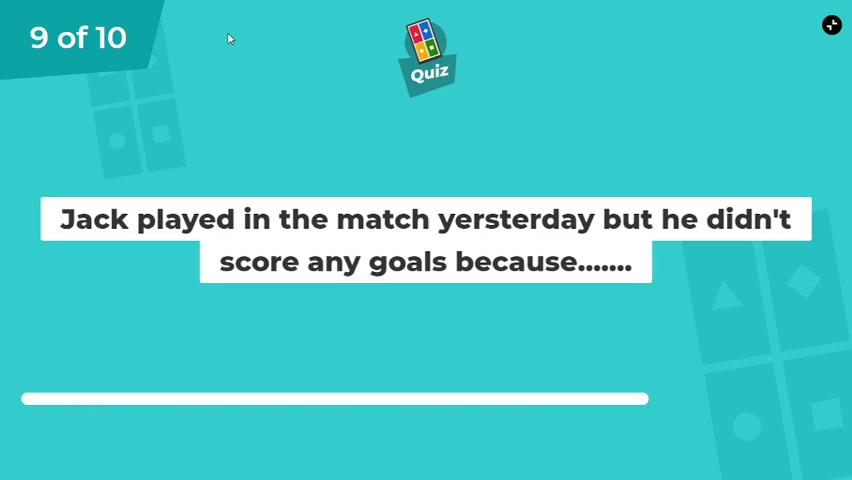 9 of 10
Quiz
Jack played in the match yersterday but he didn't
score any goals because.......